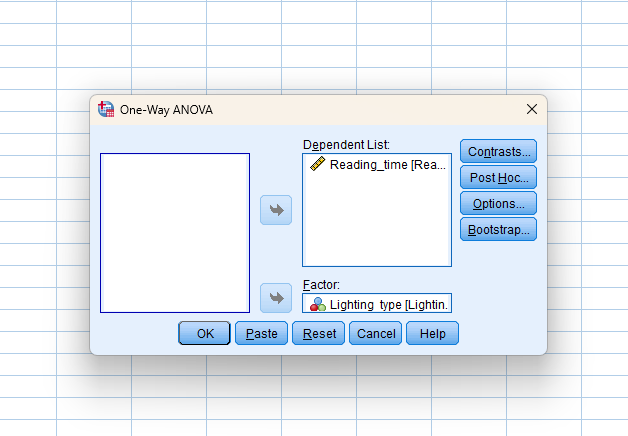 One-Way ANOVA
Dependent List:
Reading_time [Rea...
Contrasts...
Post Hoc...
Options...
Bootstrap...
Factor:
Lighting_type [Lightin.
OK
Paste
Reset
Cancel
Help